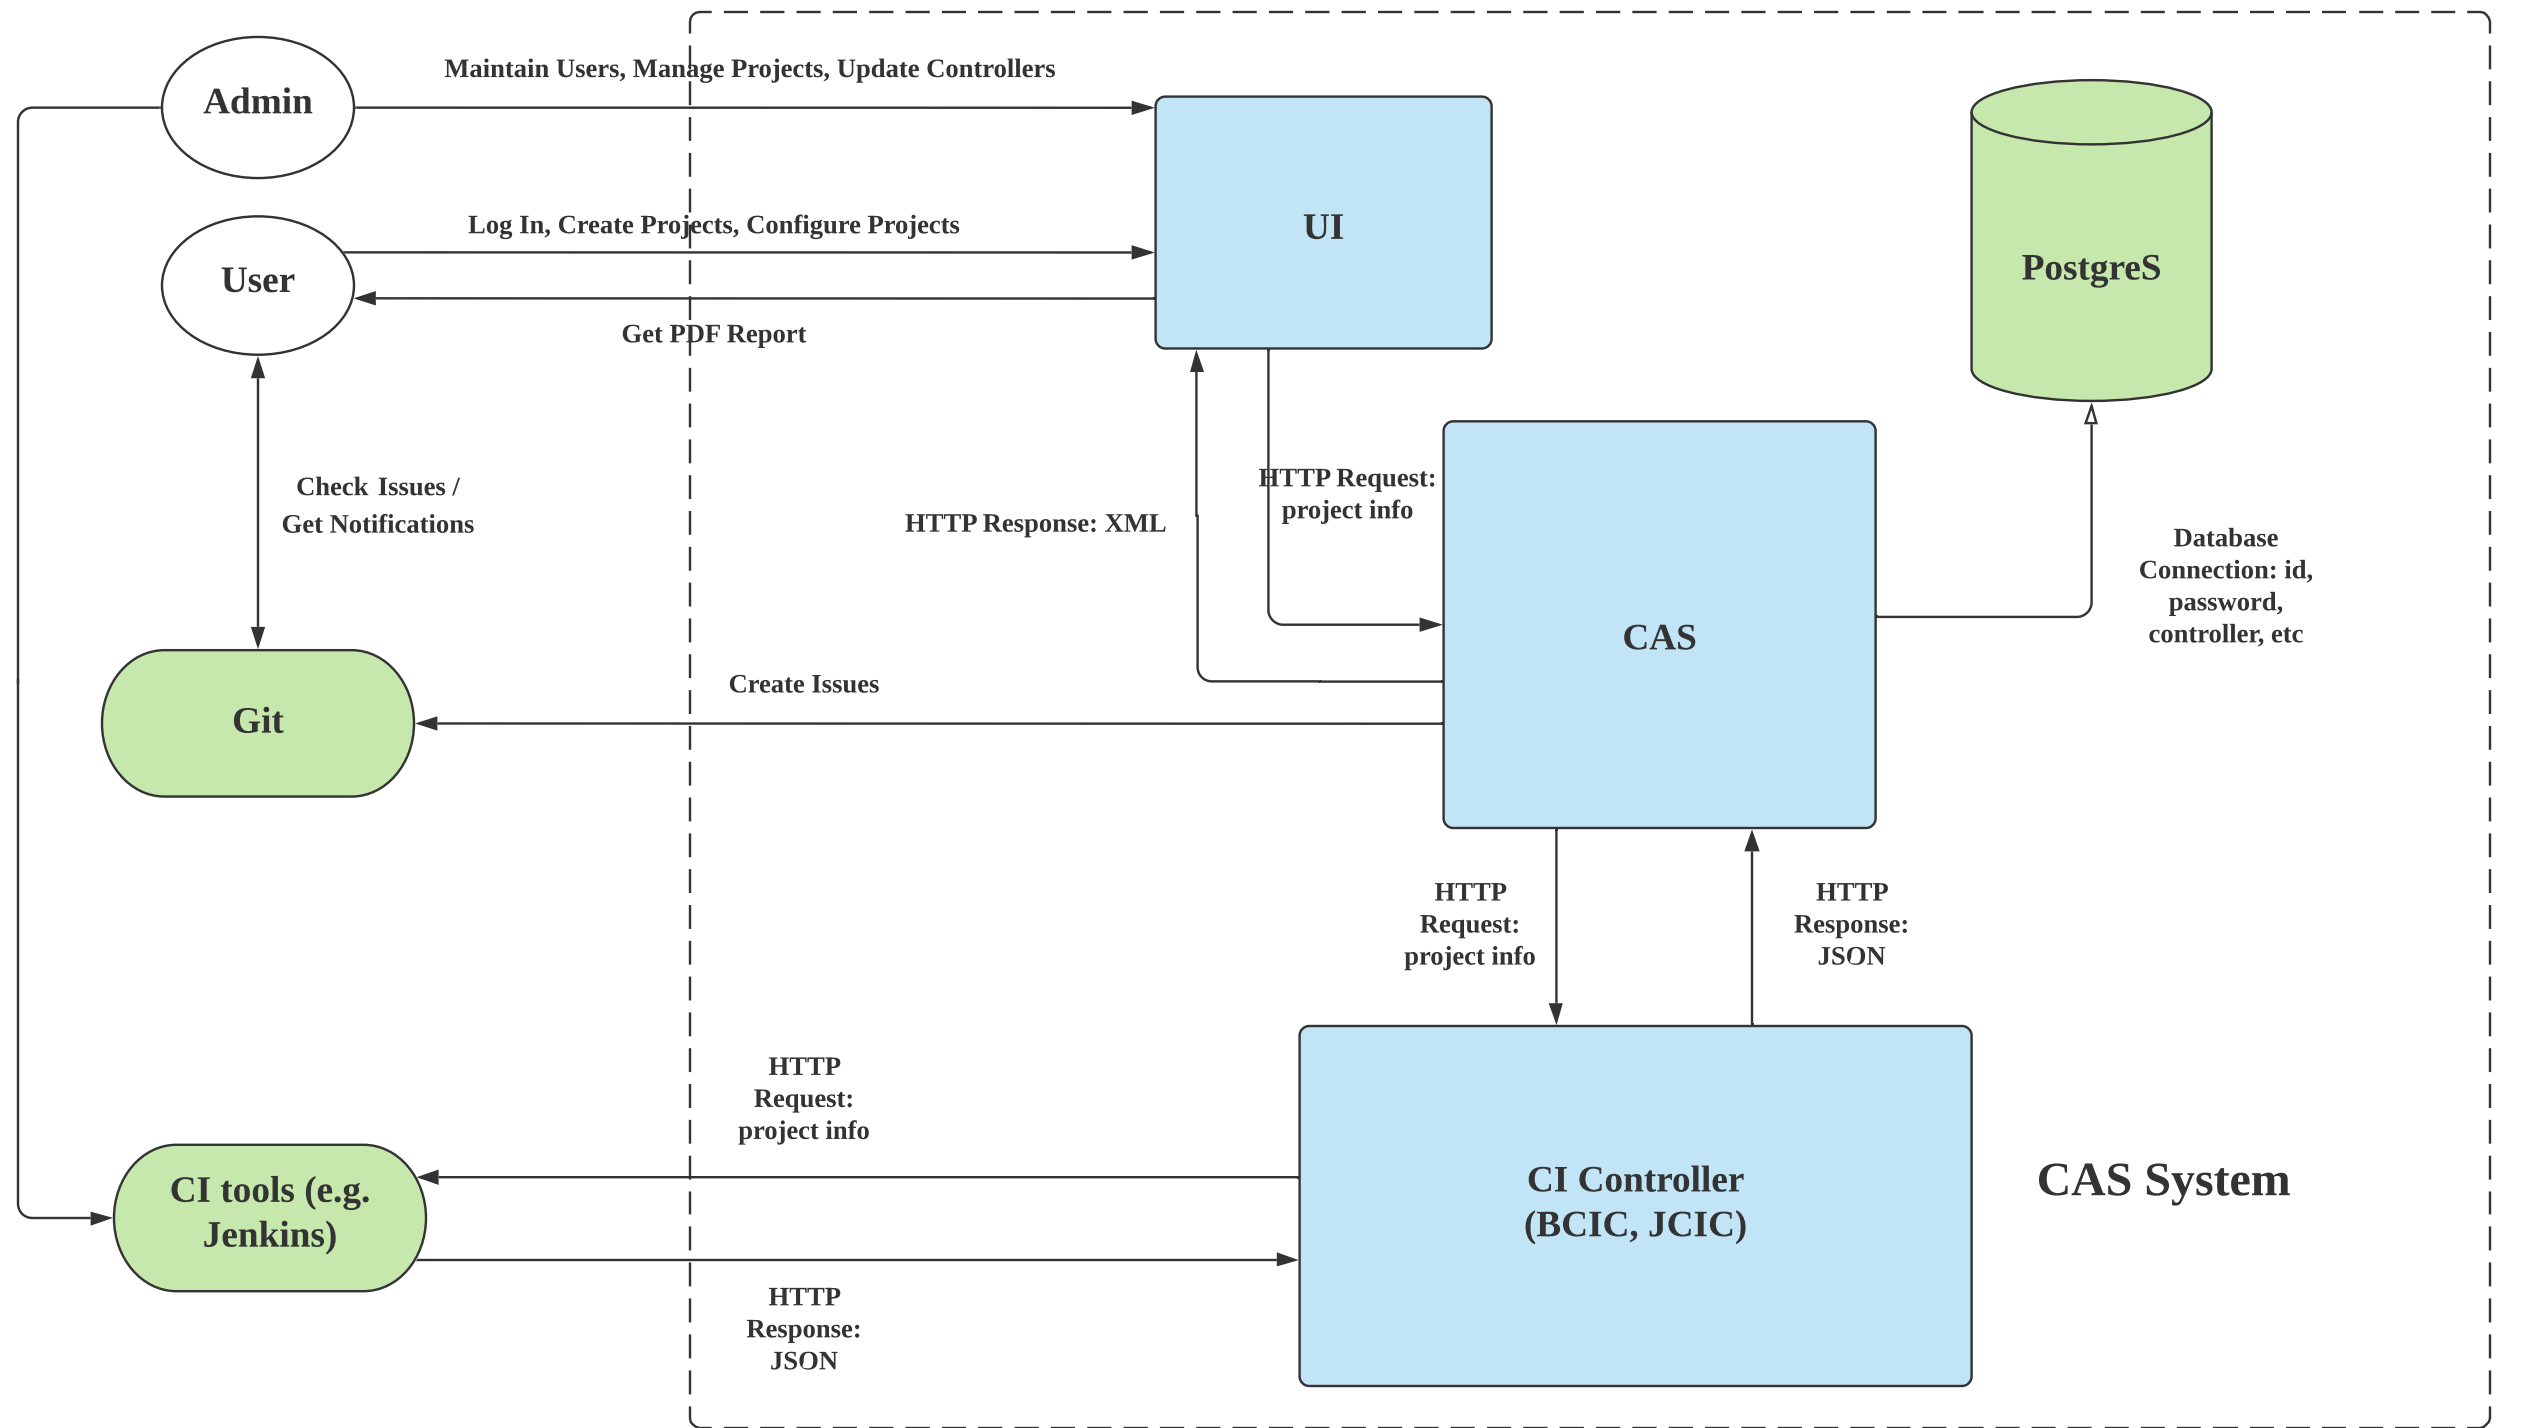 Maintain Users, Manage Projects, Update Controllers
Admin
Log In, Create Projects, Configure Projects
UI
User
PostgreS
Get PDF Report
Check Issues /
Get Notifications
HTTP Response: XML
HTTP Request:
project info
Database
Connection: id,
password,
controller, etc
CAS
Create Issues
Git
HTTP
Request:
project info
HTTP
Response:
JSON
HTTP
Request:
project info
CI tools (e.g.
Jenkins)
CI Controller
(BCIC, JCIC)
CAS System
HTTP
Response:
JSON